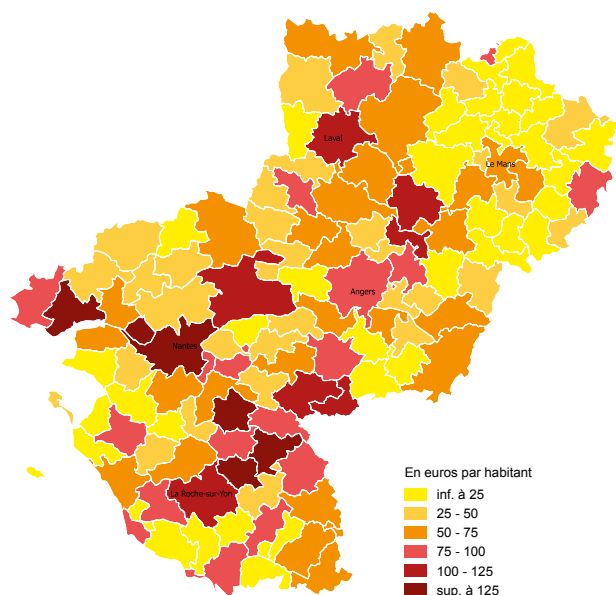 Laval
Le Mans
Angers
Nantes
La Roche-sur-Yon
En euros par habitant
inf. à 25
25 - 50
50 - 75
75 - 100
100 - 125
sup. à 125